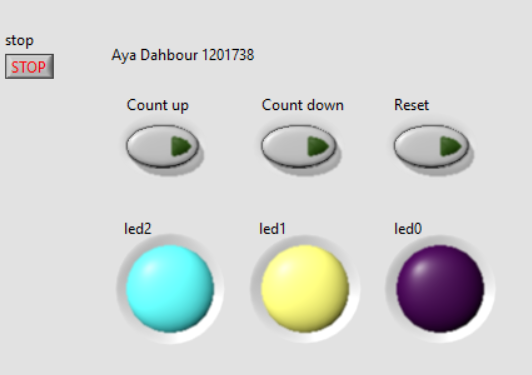 stop
STOP
Aya Dahbour 1201738
Count up
Count down
Reset
led2
led1
led0